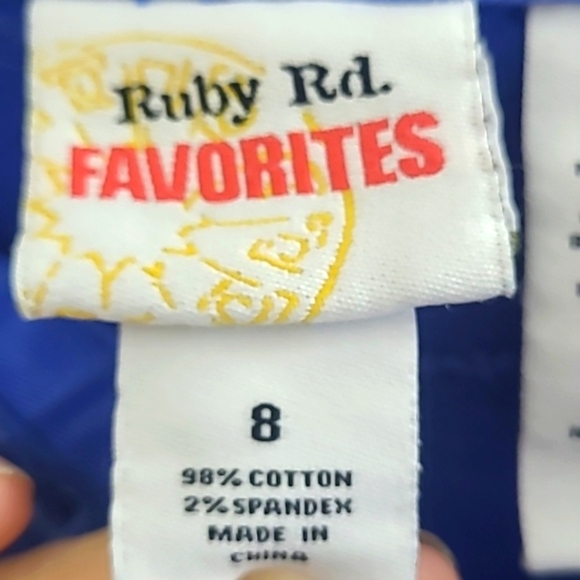 Ruby Rd.
FAVORITES
8
98% COTTON
2% SPANDEX
MADE IN
CHINA